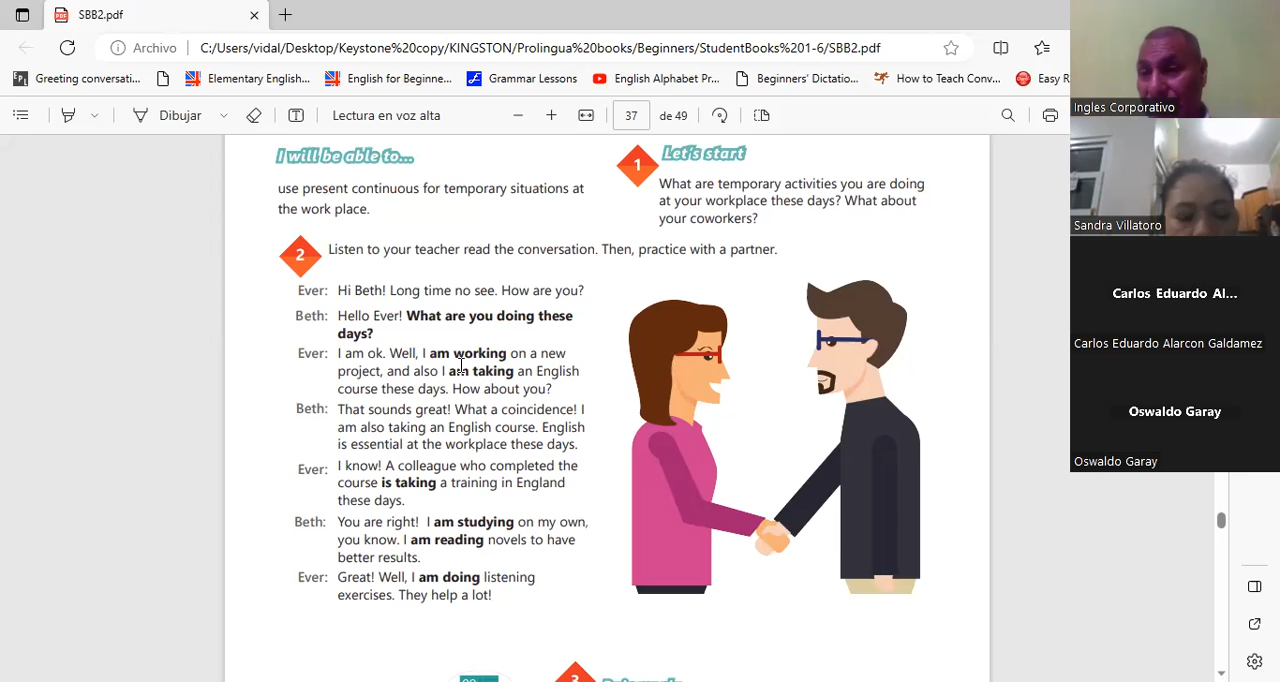 SBB2.pdf
Archivo
C:/Users/vidal/Desktop/Keystone%20copy/KINGSTON/Prolingua%20books/Beginners/StudentBooks%201-6/SBB2.pdf
Greeting conversati...
Elementary English...
English for Beginne...
Grammar Lessons
English Alphabet Pr...
Beginners' Dictatio...
How to Teach Conv...
Easy R
Dibujar
Lectura en voz alta
37 de 49
I will be able to...
use present continuous for temporary situations at
the work place.
1 Let's start
What are temporary activities you are doing
at your workplace these days? What about
your coworkers?
2 Listen to your teacher read the conversation. Then, practice with a partner.
Ever: Hi Beth! Long time no see. How are you?
Beth: Hello Ever! What are you doing these
days?
Ever: I am ok. Well, I am working on a new
project, and also I am taking an English
course these days. How about you?
Beth: That sounds great! What a coincidence! I
am also taking an English course. English
is essential at the workplace these days.
Ever: I know! A colleague who completed the
course is taking a training in England
these days.
Beth: You are right! I am studying on my own,
you know. I am reading novels to have
better results.
Ever: Great! Well, I am doing listening
exercises. They help a lot!
3
Ingles Corporativo
Sandra Villatoro
Carlos Eduardo Al...
Carlos Eduardo Alarcon Galdamez
Oswaldo Garay
Oswaldo Garay